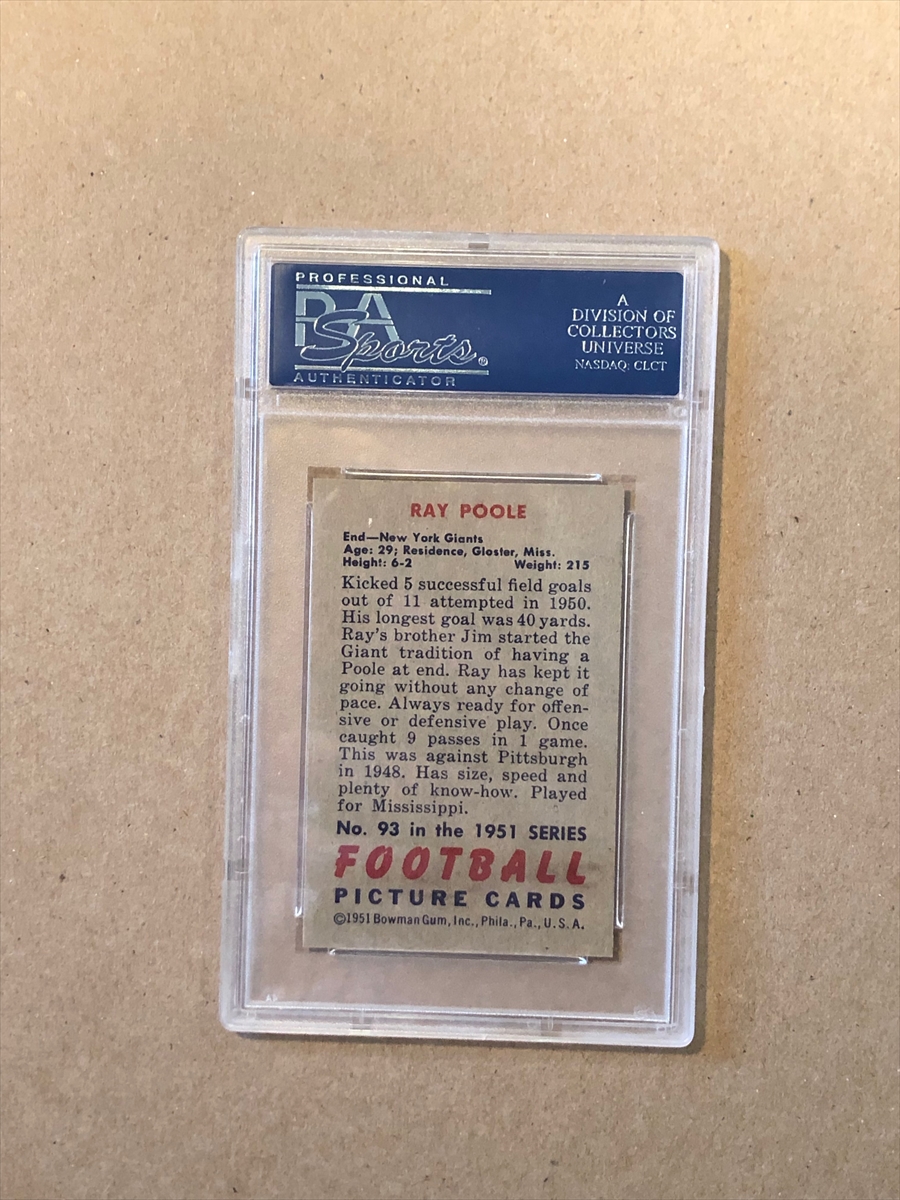 PROFESSIONAL
PSA
Sports®
AUTHENTICATOR
A
DIVISION OF
COLLECTORS
UNIVERSE
NASDAQ: CLCT
RAY POOLE
End—New York Giants
Age: 29; Residence, Gloster, Miss.
Height: 6-2 Weight: 215
Kicked 5 successful field goals
out of 11 attempted in 1950.
His longest goal was 40 yards.
Ray's brother Jim started the
Giant tradition of having a
Poole at end. Ray has kept it
going without any change of
pace. Always ready for offen-
sive or defensive play. Once
caught 9 passes in 1 game.
This was against Pittsburgh
in 1948. Has size, speed and
plenty of know-how. Played
for Mississippi.
No. 93 in the 1951 SERIES
FOOTBALL
PICTURE CARDS
©1951 Bowman Gum, Inc., Phila., Pa., U.S.A.